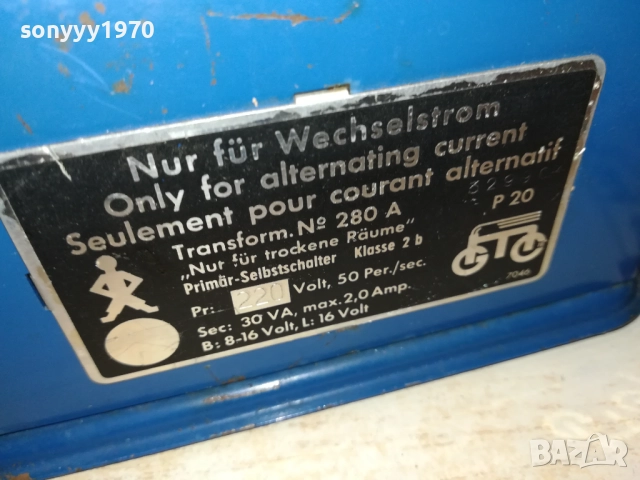 sonyyy1970
Nur für Wechselstrom
Only for alternating current
Seulement pour courant alternatif
Transform. Nº 280 A
P 20
„Nur für trockene Räume"
Primär-Selbstschalter Klasse 2 b
Pr: 220 Volt, 50 Per./sec.
7046
Sec: 30 VA, max. 2,0 Amp.
B: 8-16 Volt, L: 16 Volt
BAZAR